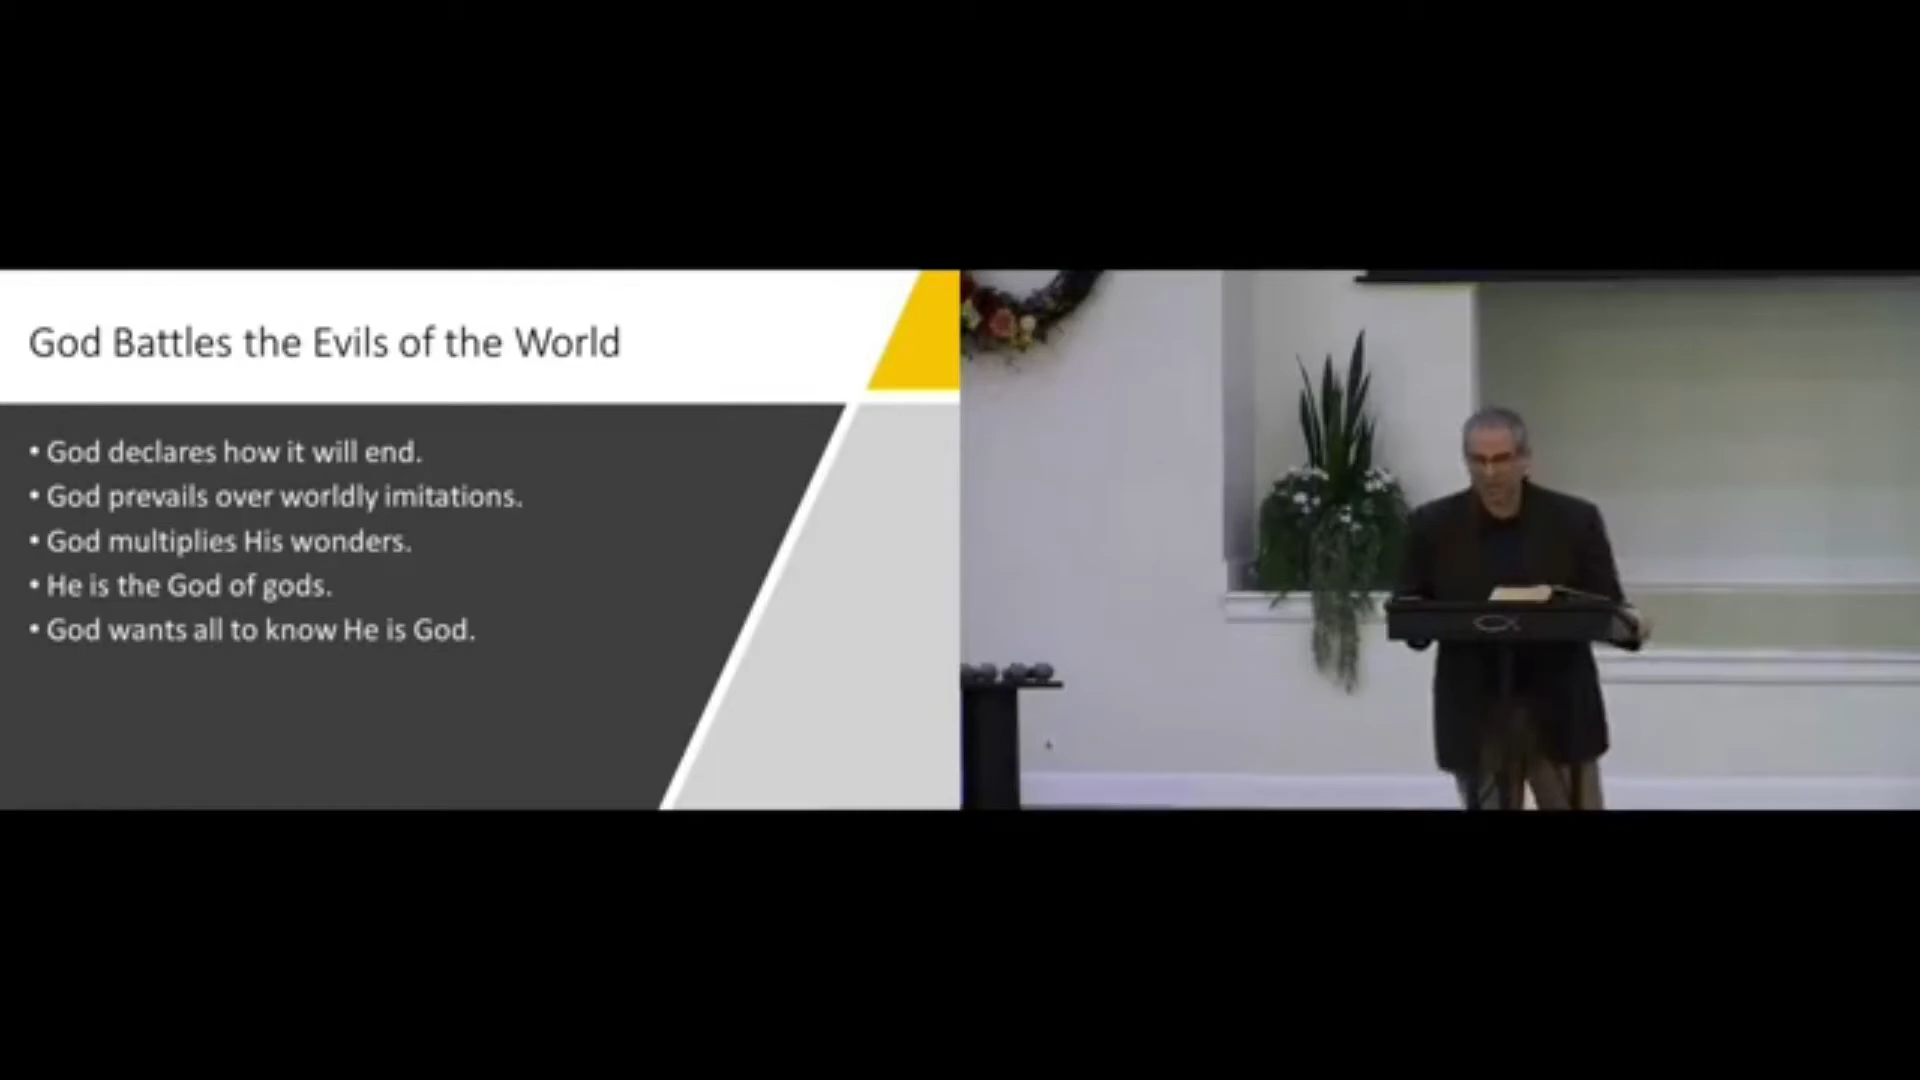 God Battles the Evils of the World
• God declares how it will end.
• God prevails over worldly imitations.
• God multiplies His wonders.
• He is the God of gods.
• God wants all to know He is God.